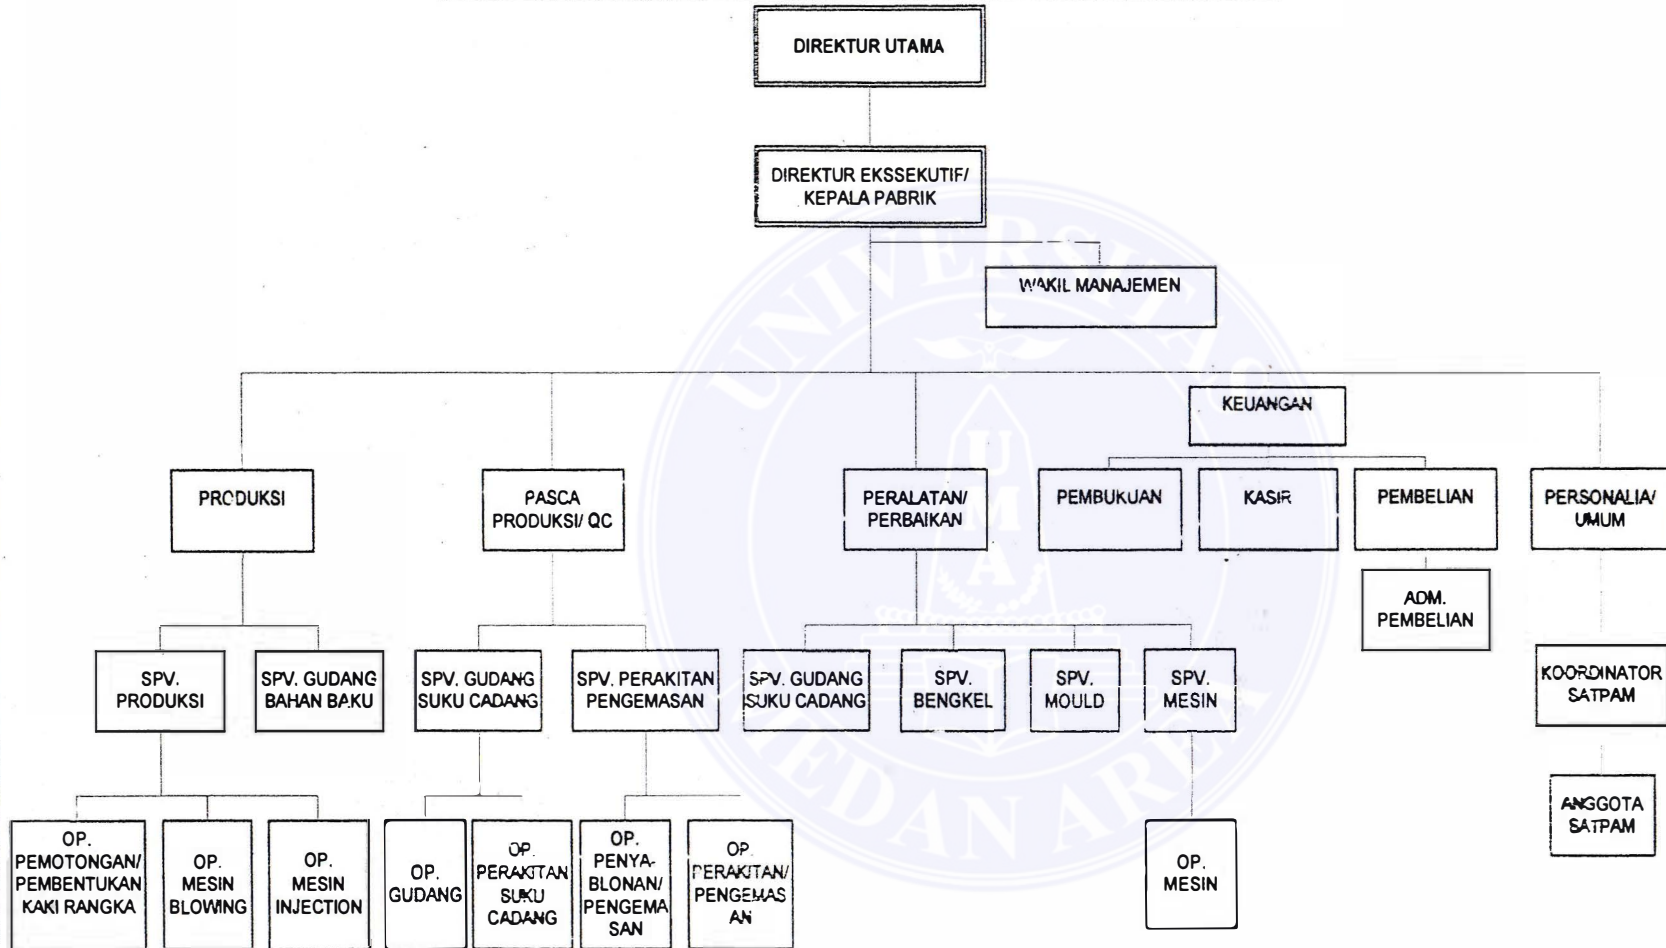 DIREKTUR UTAMA
DIREKTUR EKSSEKUTIF/
KEPALA PABRIK
WAKIL MANAJEMEN
KEUANGAN
PRODUKSI
PASCA
PRODUKSI/ QC
PERALATAN/
PERBAIKAN
PEMBUKUAN
KASIR
PEMBELIAN
PERSONALIA/
UMUM
ADM.
PEMBELIAN
SPV.
PRODUKSI
SPV. GUDANG
BAHAN BAKU
SPV. GUDANG
SUKU CADANG
SPV. PERAKITAN
PENGEMASAN
SPV. GUDANG
SUKU CADANG
SPV.
BENGKEL
SPV.
MOULD
SPV.
MESIN
KOORDINATOR
SATPAM
ANGGOTA
SATPAM
OP.
PEMOTONGAN/
PEMBENTUKAN
KAKI RANGKA
OP.
MESIN
BLOWING
OP.
MESIN
INJECTION
OP.
GUDANG
OP.
PERAKITAN
SUKU
CADANG
OP.
PENYA-
BLONAN/
PENGEMA
SAN
OP.
PERAKITAN/
PENGEMAS
AN
OP.
MESIN
UNIVERSITAS
MEDAN AREA
U
M
A